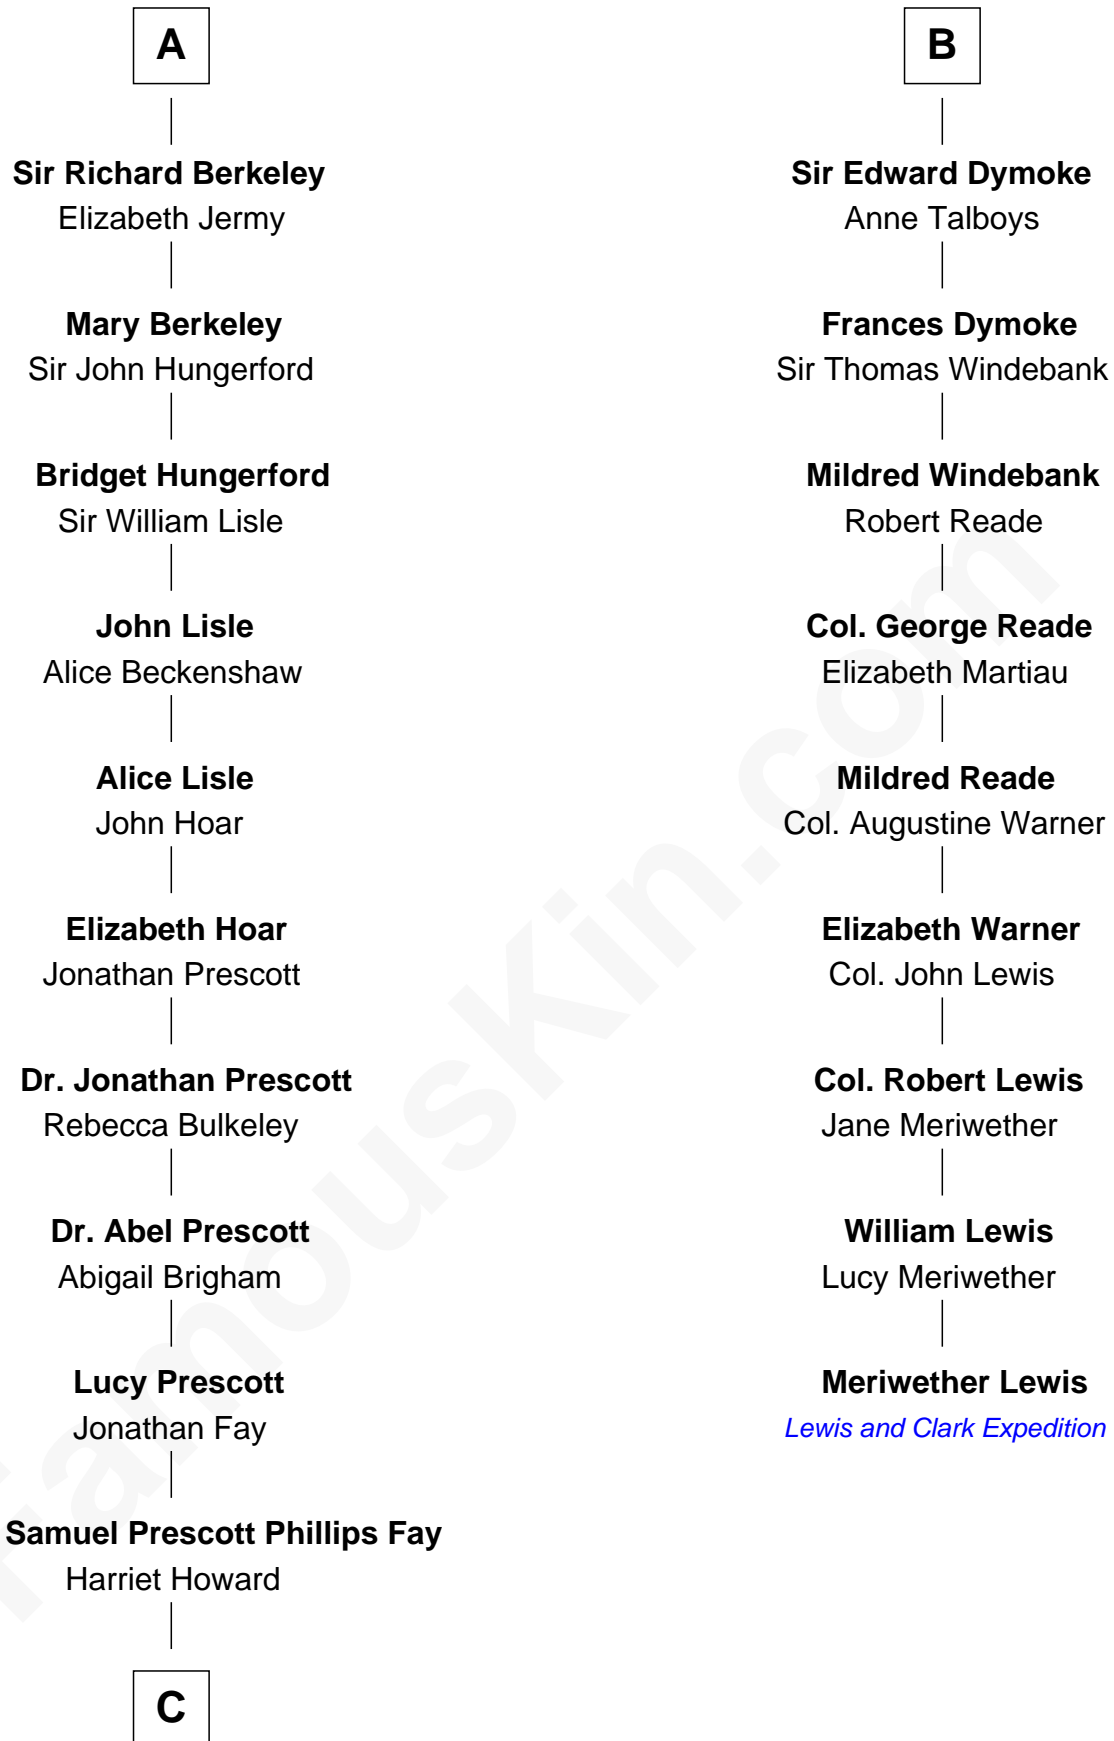 A
Sir Richard Berkeley
Elizabeth Jermy
Mary Berkeley
Sir John Hungerford
Bridget Hungerford
Sir William Lisle
John Lisle
Alice Beckenshaw
Alice Lisle
John Hoar
Elizabeth Hoar
Jonathan Prescott
Dr. Jonathan Prescott
Rebecca Bulkeley
Dr. Abel Prescott
Abigail Brigham
Lucy Prescott
Jonathan Fay
Samuel Prescott Phillips Fay
Harriet Howard
C
B
Sir Edward Dymoke
Anne Talboys
Frances Dymoke
Sir Thomas Windebank
Mildred Windebank
Robert Reade
Col. George Reade
Elizabeth Martiau
Mildred Reade
Col. Augustine Warner
Elizabeth Warner
Col. John Lewis
Col. Robert Lewis
Jane Meriwether
William Lewis
Lucy Meriwether
Meriwether Lewis
Lewis and Clark Expedition
FamousKin.com